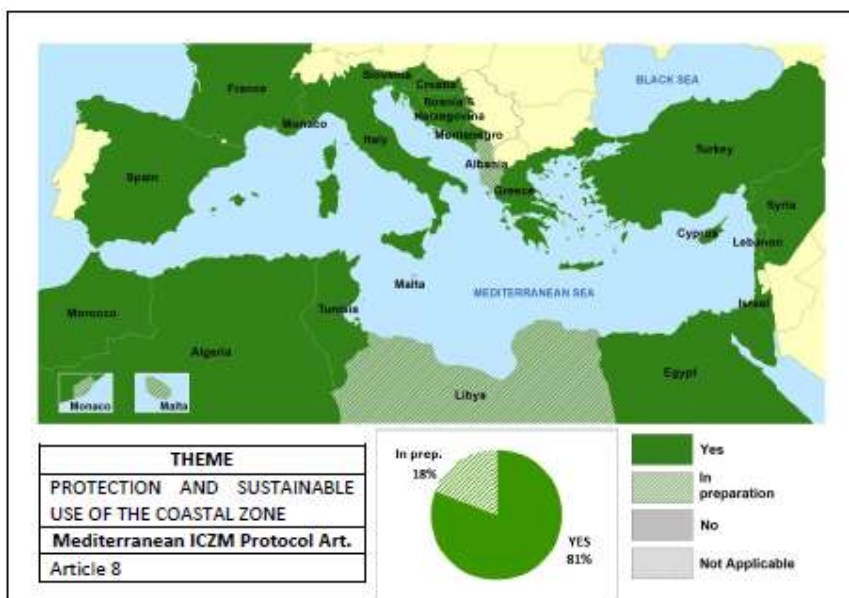 BLACK SEA
Slovenia
Croatia
France
Bosnia &
Herzegovina
Monaco
Montenegro
Italy
Albania
Turkey
Spain
Greece
Syria
Cyprus
Lebanon
Malta
MEDITERRANEAN SEA
Israel
Morocco
Tunisia
Algeria
Egypt
Libya
Monaco
Malta
THEME
PROTECTION AND SUSTAINABLE
USE OF THE COASTAL ZONE
Mediterranean ICZM Protocol Art.
Article 8
In prep.
18%
YES
81%
Yes
In
preparation
No
Not Applicable